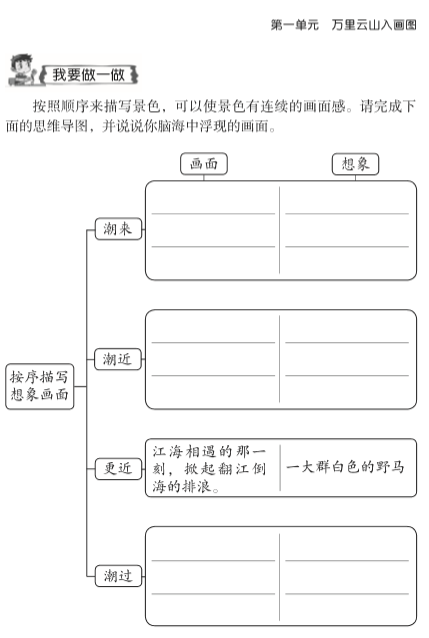 第一单元 万里云山入画图
我要做一做
按照顺序来描写景色，可以使景色有连续的画面感。请完成下
面的思维导图，并说说你脑海中浮现的画面。
画面
想象
潮来
潮近
按序描写
想象画面
更近
江海相遇的那一
刻，掀起翻江倒
海的排浪。
一大群白色的野马
潮过